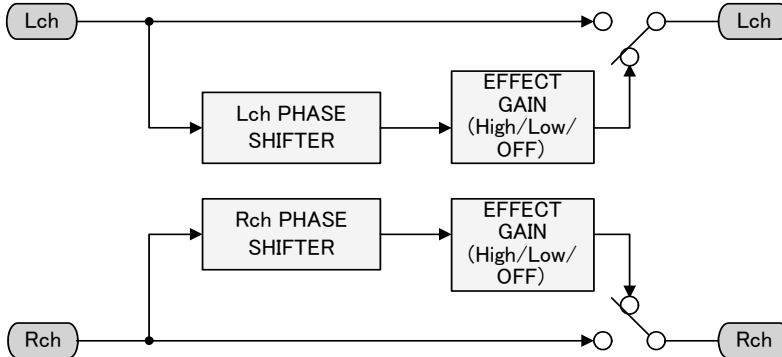 Lch
Lch
Lch PHASE
SHIFTER
EFFECT
GAIN
(High/Low/
OFF)
Rch PHASE
SHIFTER
EFFECT
GAIN
(High/Low/
OFF)
Rch
Rch